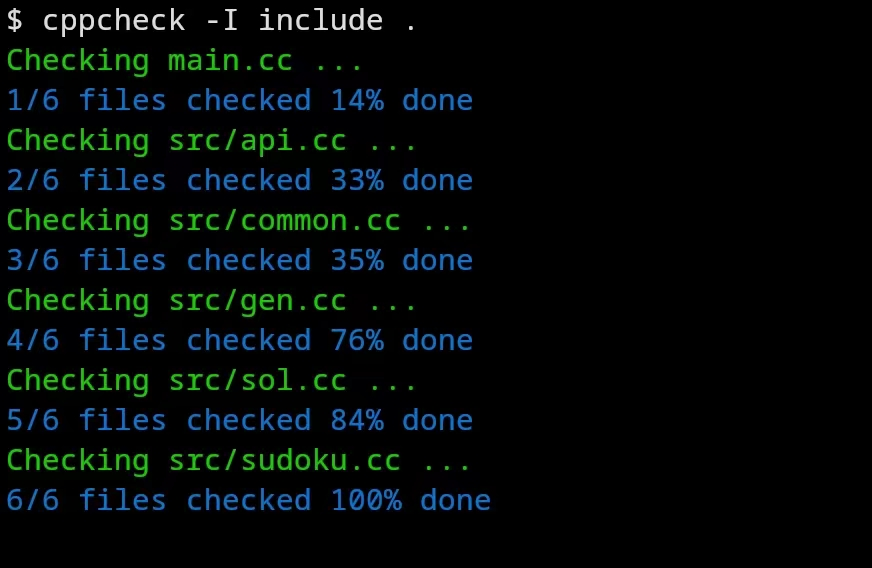 $ cppcheck -I include .
Checking main.cc ...
1/6 files checked 14% done
Checking src/api.cc ...
2/6 files checked 33% done
Checking src/common.cc ...
3/6 files checked 35% done
Checking src/gen.cc ...
4/6 files checked 76% done
Checking src/sol.cc ...
5/6 files checked 84% done
Checking src/sudoku.cc ...
6/6 files checked 100% done